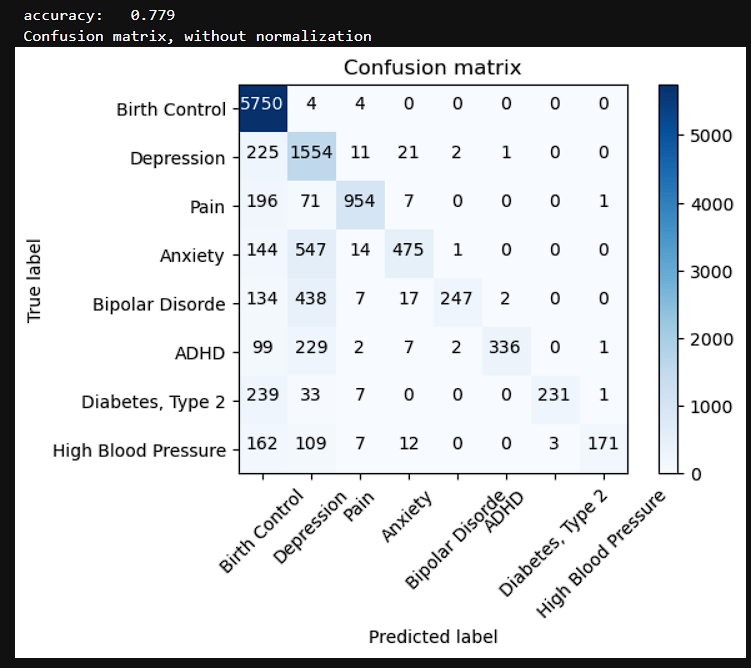 accuracy:   0.779
Confusion matrix, without normalization
Confusion matrix
Birth Control 5750 4 4 0 0 0 0 0
Depression 225 1554 11 21 2 1 0 0
Pain 196 71 954 7 0 0 0 1
Anxiety 144 547 14 475 1 0 0 0
Bipolar Disorde 134 438 7 17 247 2 0 0
ADHD 99 229 2 7 2 336 0 1
Diabetes, Type 2 239 33 7 0 0 0 231 1
High Blood Pressure 162 109 7 12 0 0 3 171
True label
Birth Control
Depression
Pain
Anxiety
Bipolar Disorde
ADHD
Diabetes, Type 2
High Blood Pressure
Predicted label
5000
4000
3000
2000
1000
0